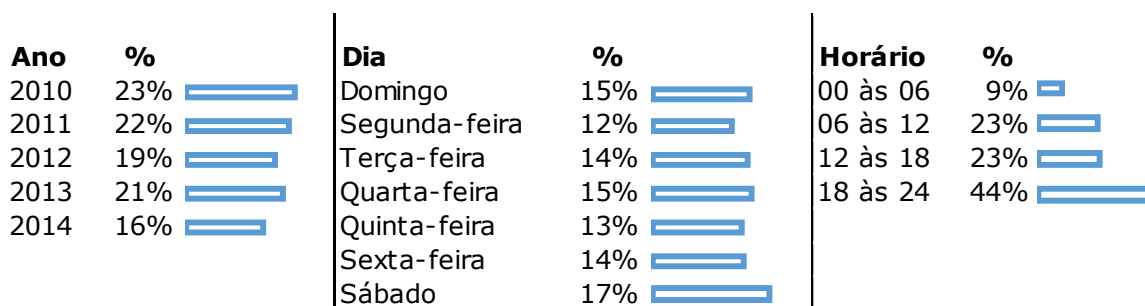 Ano % Dia % Horário %
2010 23% Domingo 15% 00 às 06 9%
2011 22% Segunda-feira 12% 06 às 12 23%
2012 19% Terça-feira 14% 12 às 18 23%
2013 21% Quarta-feira 15% 18 às 24 44%
2014 16% Quinta-feira 13%
Sexta-feira 14%
Sábado 17%